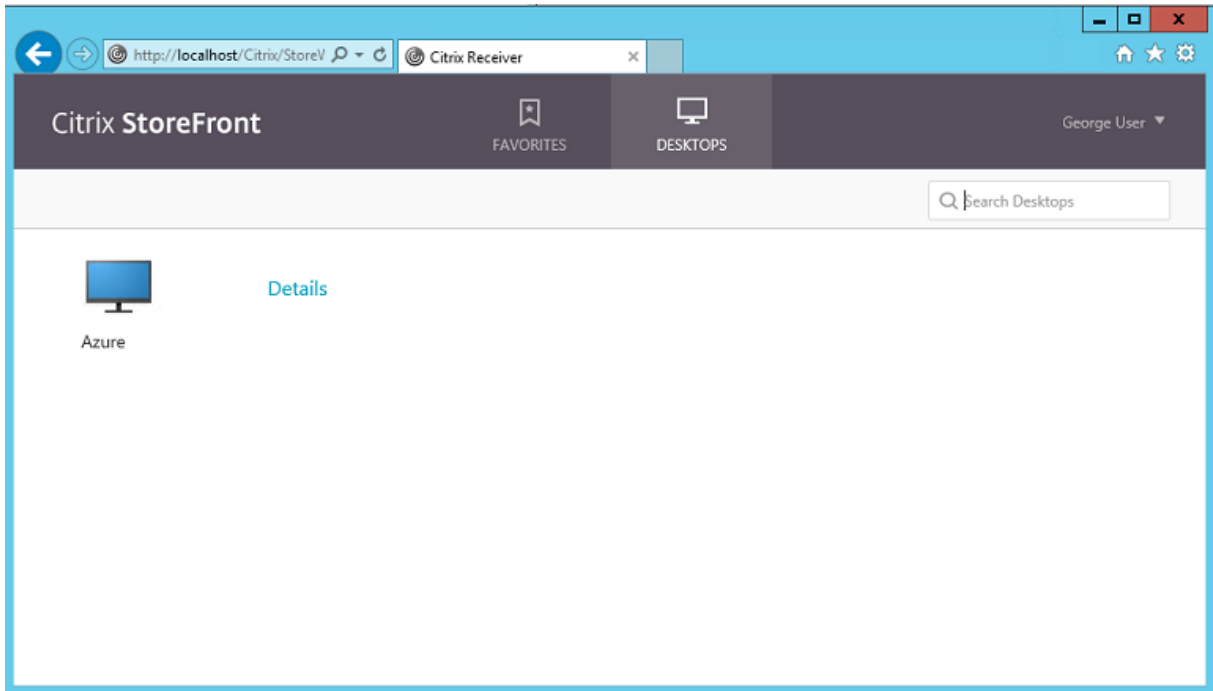 http://localhost/Citrix/StoreV
Citrix Receiver
Citrix StoreFront
FAVORITES
DESKTOPS
George User
Search Desktops
Details
Azure